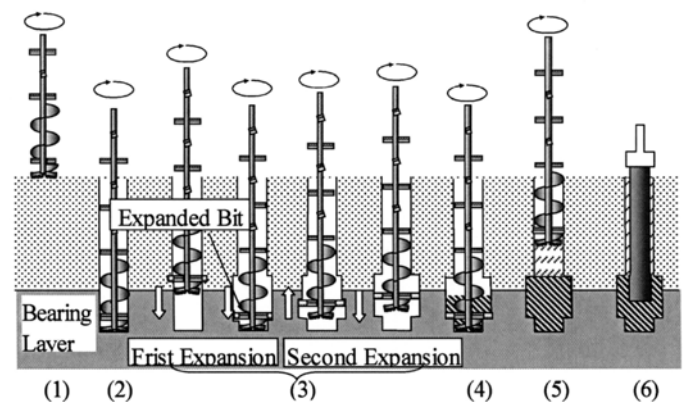 Expanded Bit
Bearing
Layer
Frist Expansion
Second Expansion
(1)
(2)
(3)
(4)
(5)
(6)